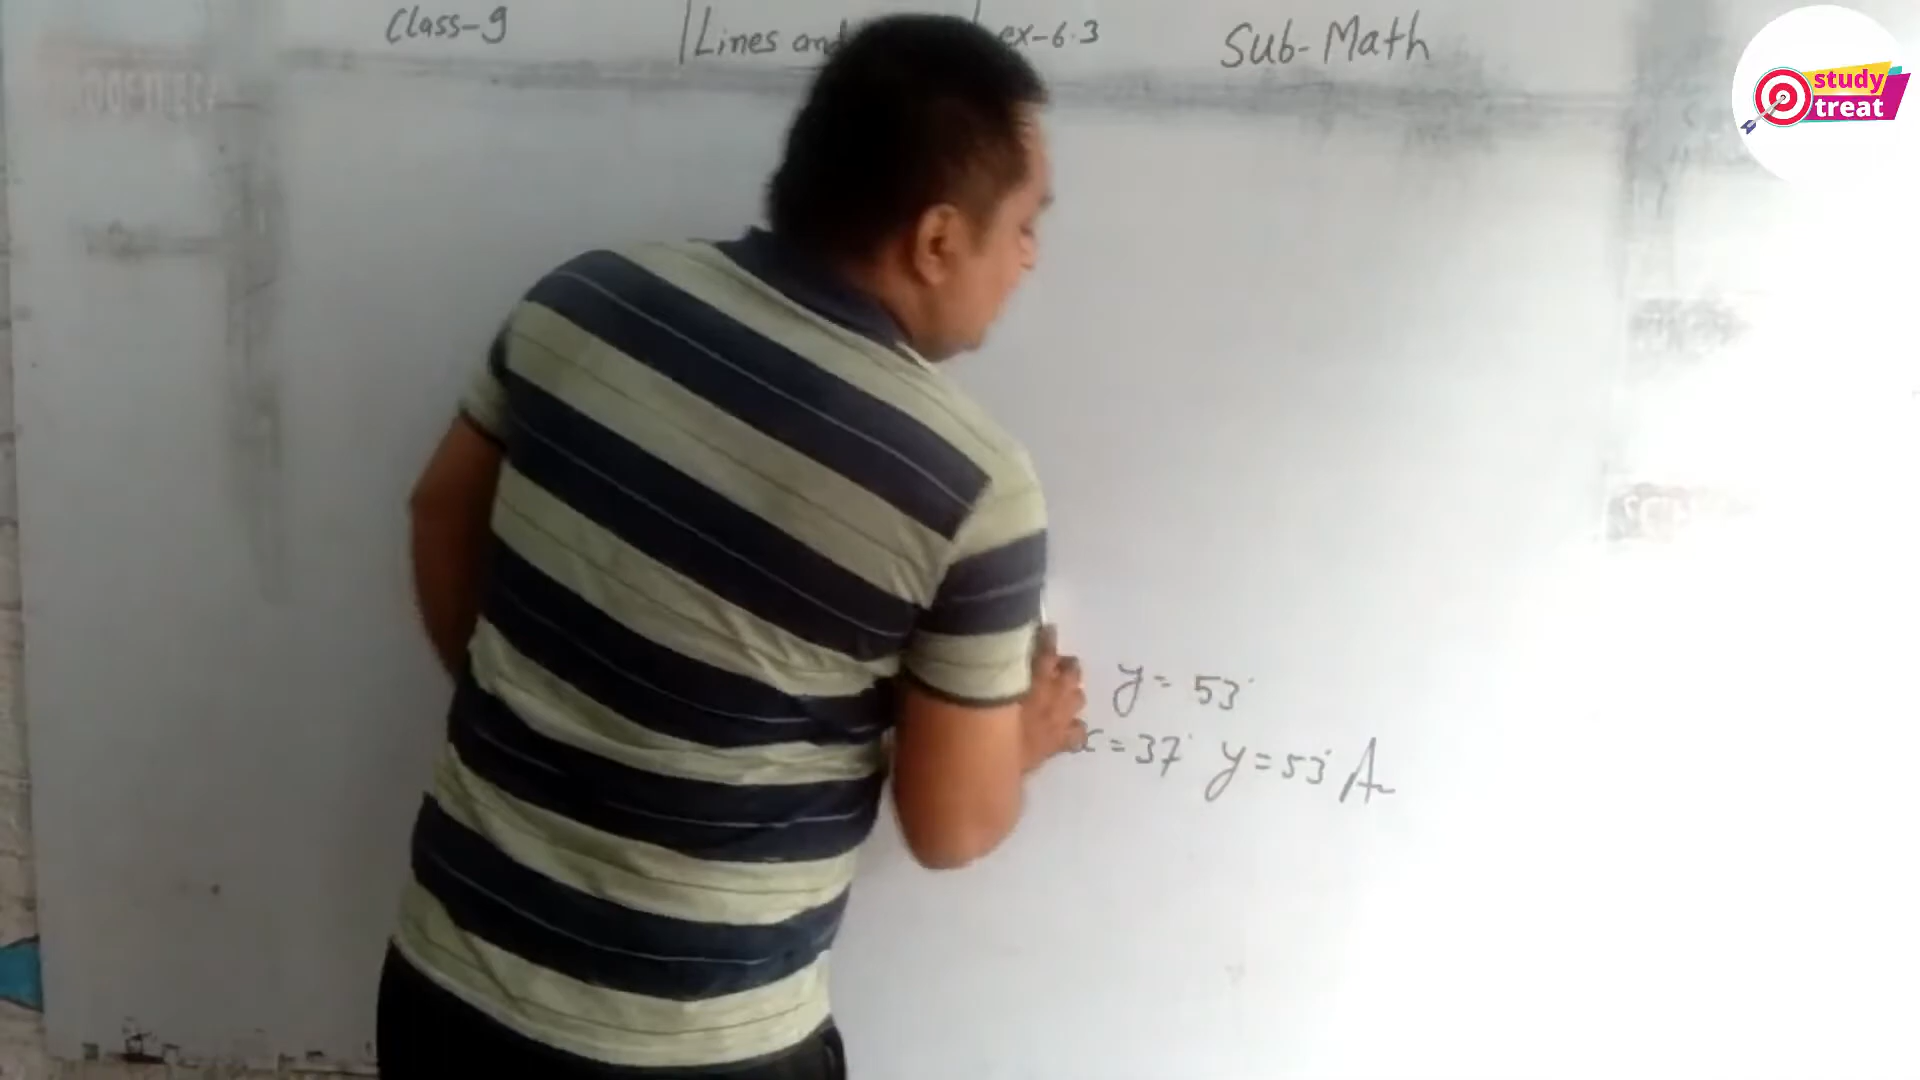 Class-9 | Lines and | ex-6.3 Sub-Math
study
treat
y = 53°
x = 37° y = 53° A